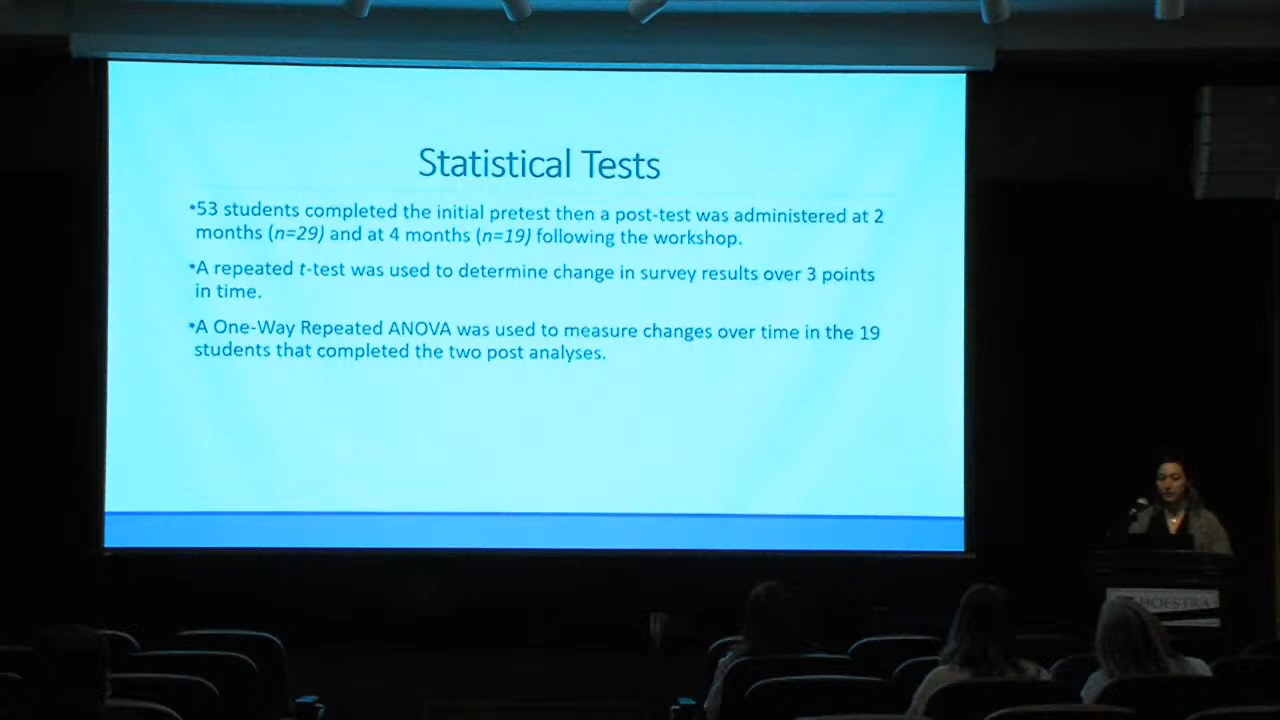 Statistical Tests
•53 students completed the initial pretest then a post-test was administered at 2
months (n=29) and at 4 months (n=19) following the workshop.
•A repeated t-test was used to determine change in survey results over 3 points
in time.
•A One-Way Repeated ANOVA was used to measure changes over time in the 19
students that completed the two post analyses.
HOFSTRA